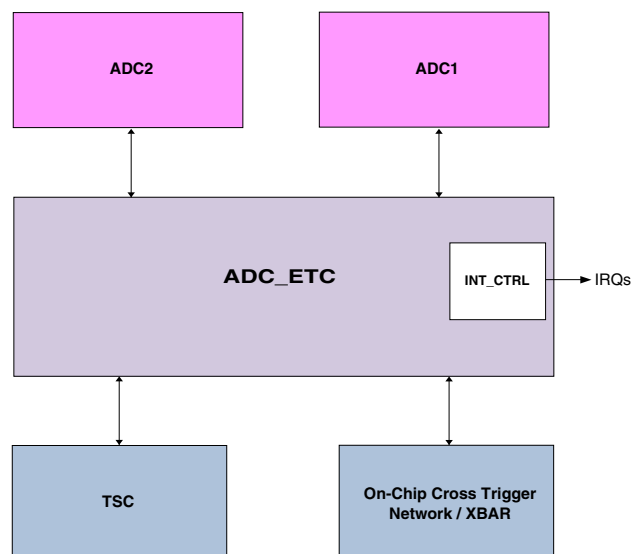 ADC2
ADC1
ADC_ETC
INT_CTRL
IRQs
TSC
On-Chip Cross Trigger
Network / XBAR